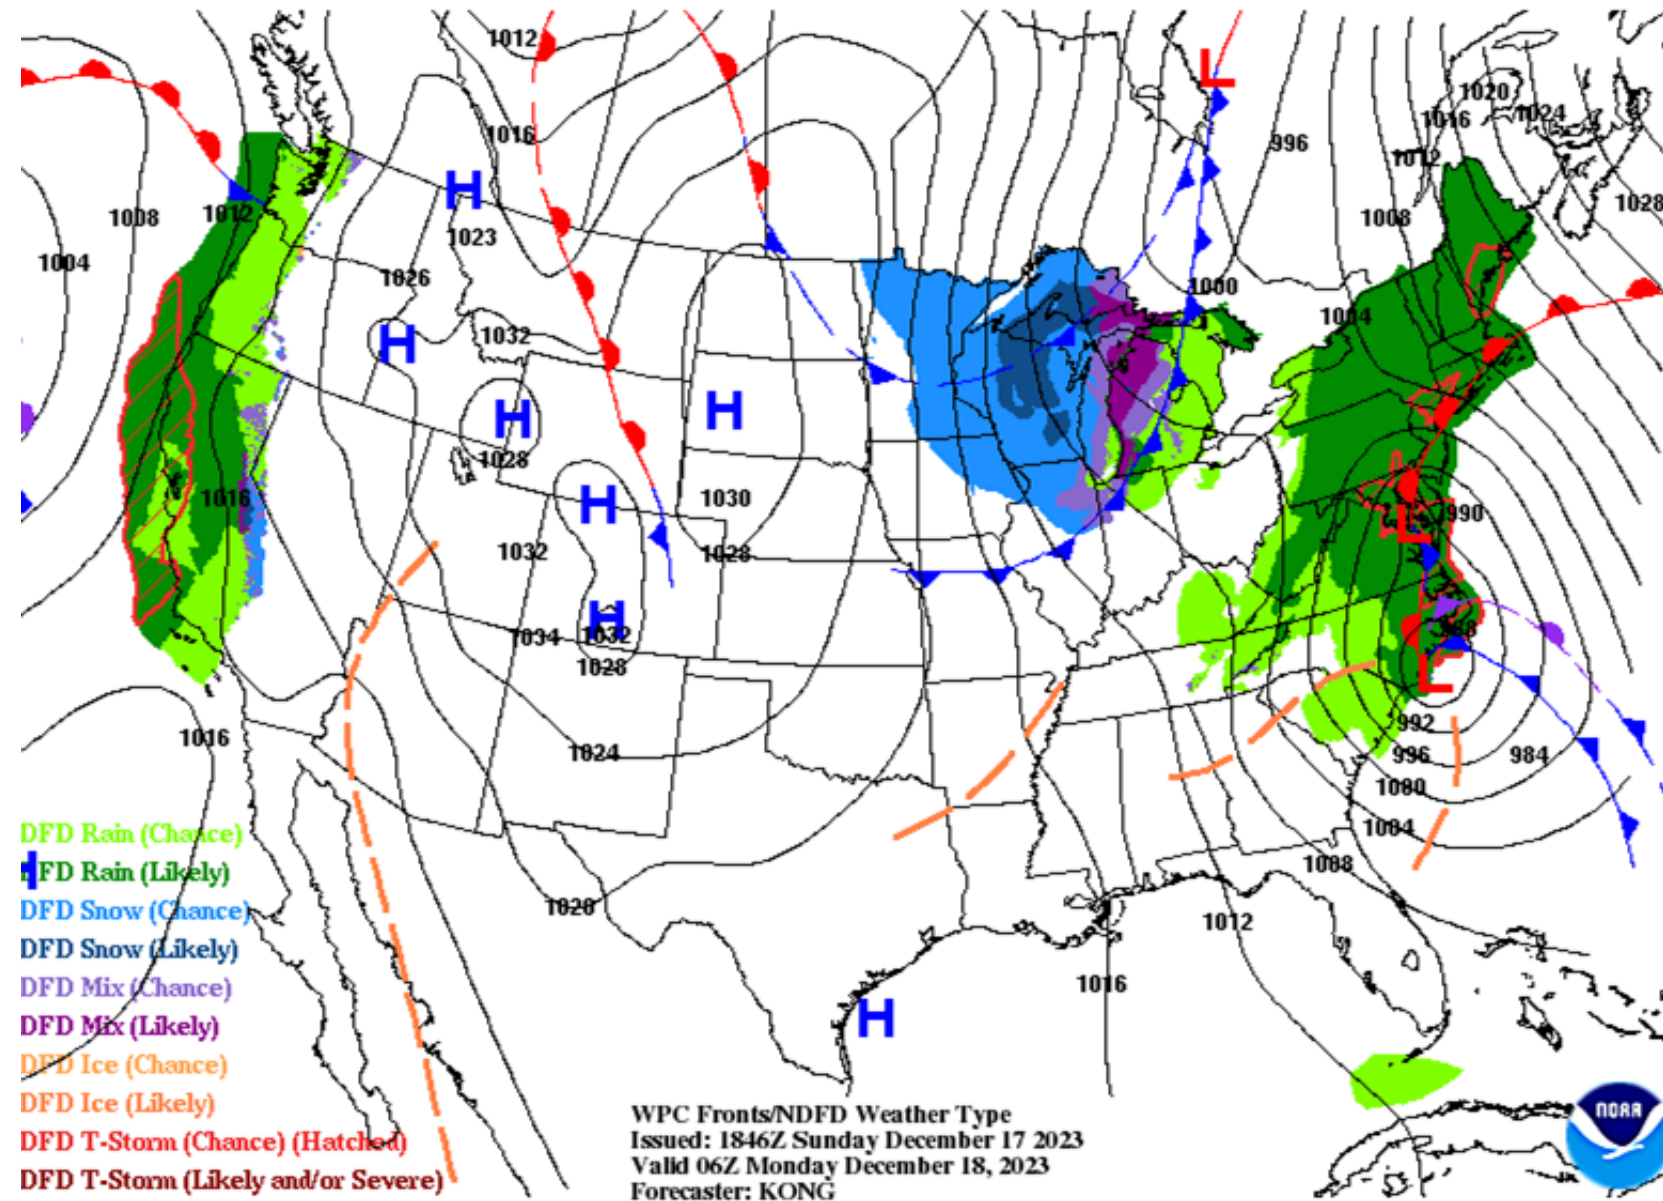 1012
1020
1016
1024
1016
996
1012
1028
1008
1012
1008
H
1023
1004
1026
1000
1004
H
1032
H
H
1028
1016
H
1030
990
1032
1028
L
H
1034
1032
1028
L
992
1016
1024
996
984
1000
1004
1008
1012
1016
H
L
DFD Rain (Chance)
FD Rain (Likely)
DFD Snow (Chance)
DFD Snow (Likely)
DFD Mix (Chance)
DFD Mix (Likely)
DFD Ice (Chance)
DFD Ice (Likely)
DFD T-Storm (Chance) (Hatched)
DFD T-Storm (Likely and/or Severe)
WPC Fronts/NDFD Weather Type
Issued: 1846Z Sunday December 17 2023
Valid 06Z Monday December 18, 2023
Forecaster: KONG
NOAA